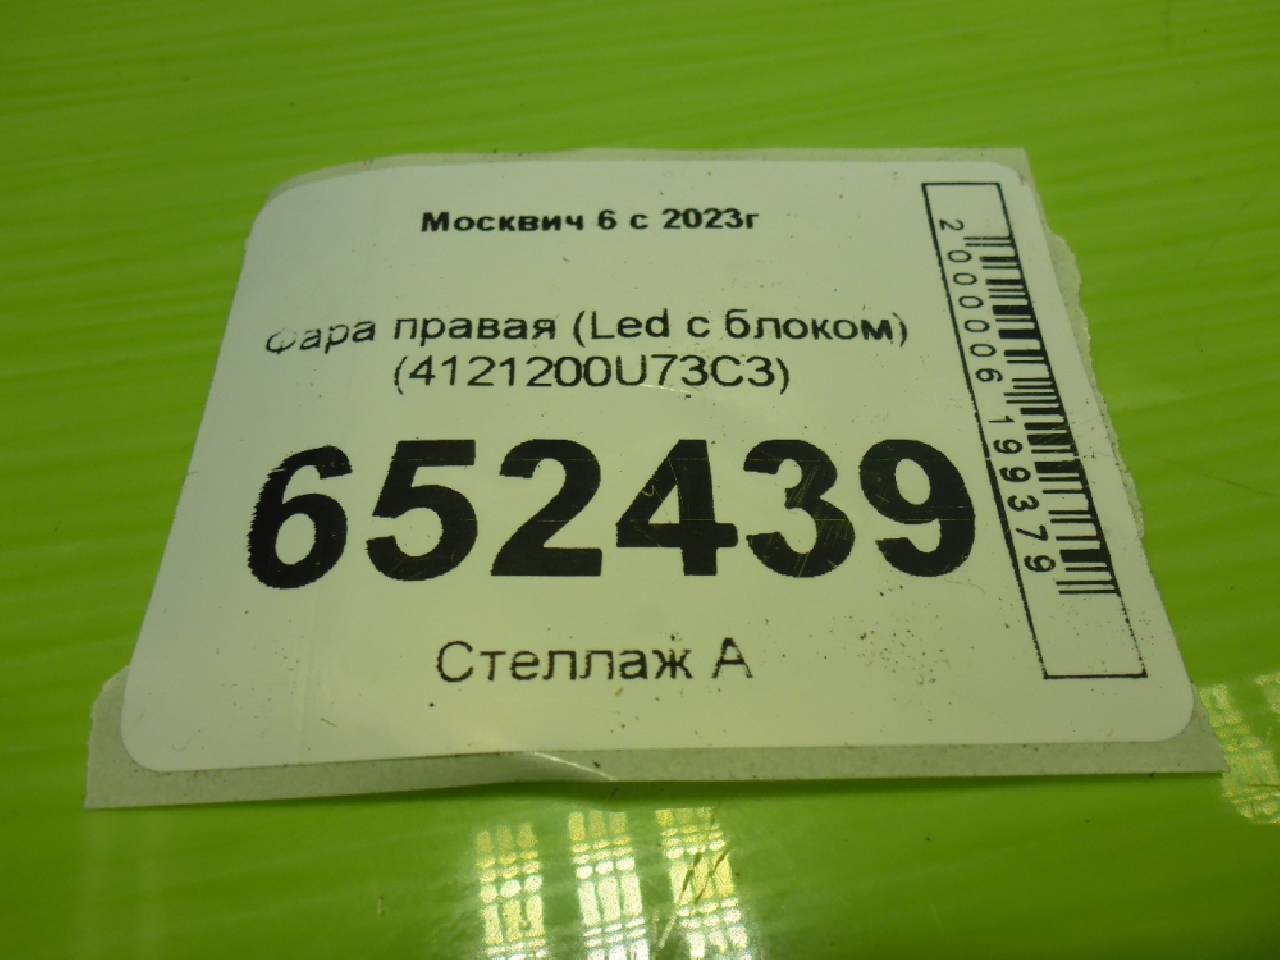 Москвич 6 с 2023г
Фара правая (Led с блоком)
(4121200U73C3)
652439
Стеллаж А
2000006199379